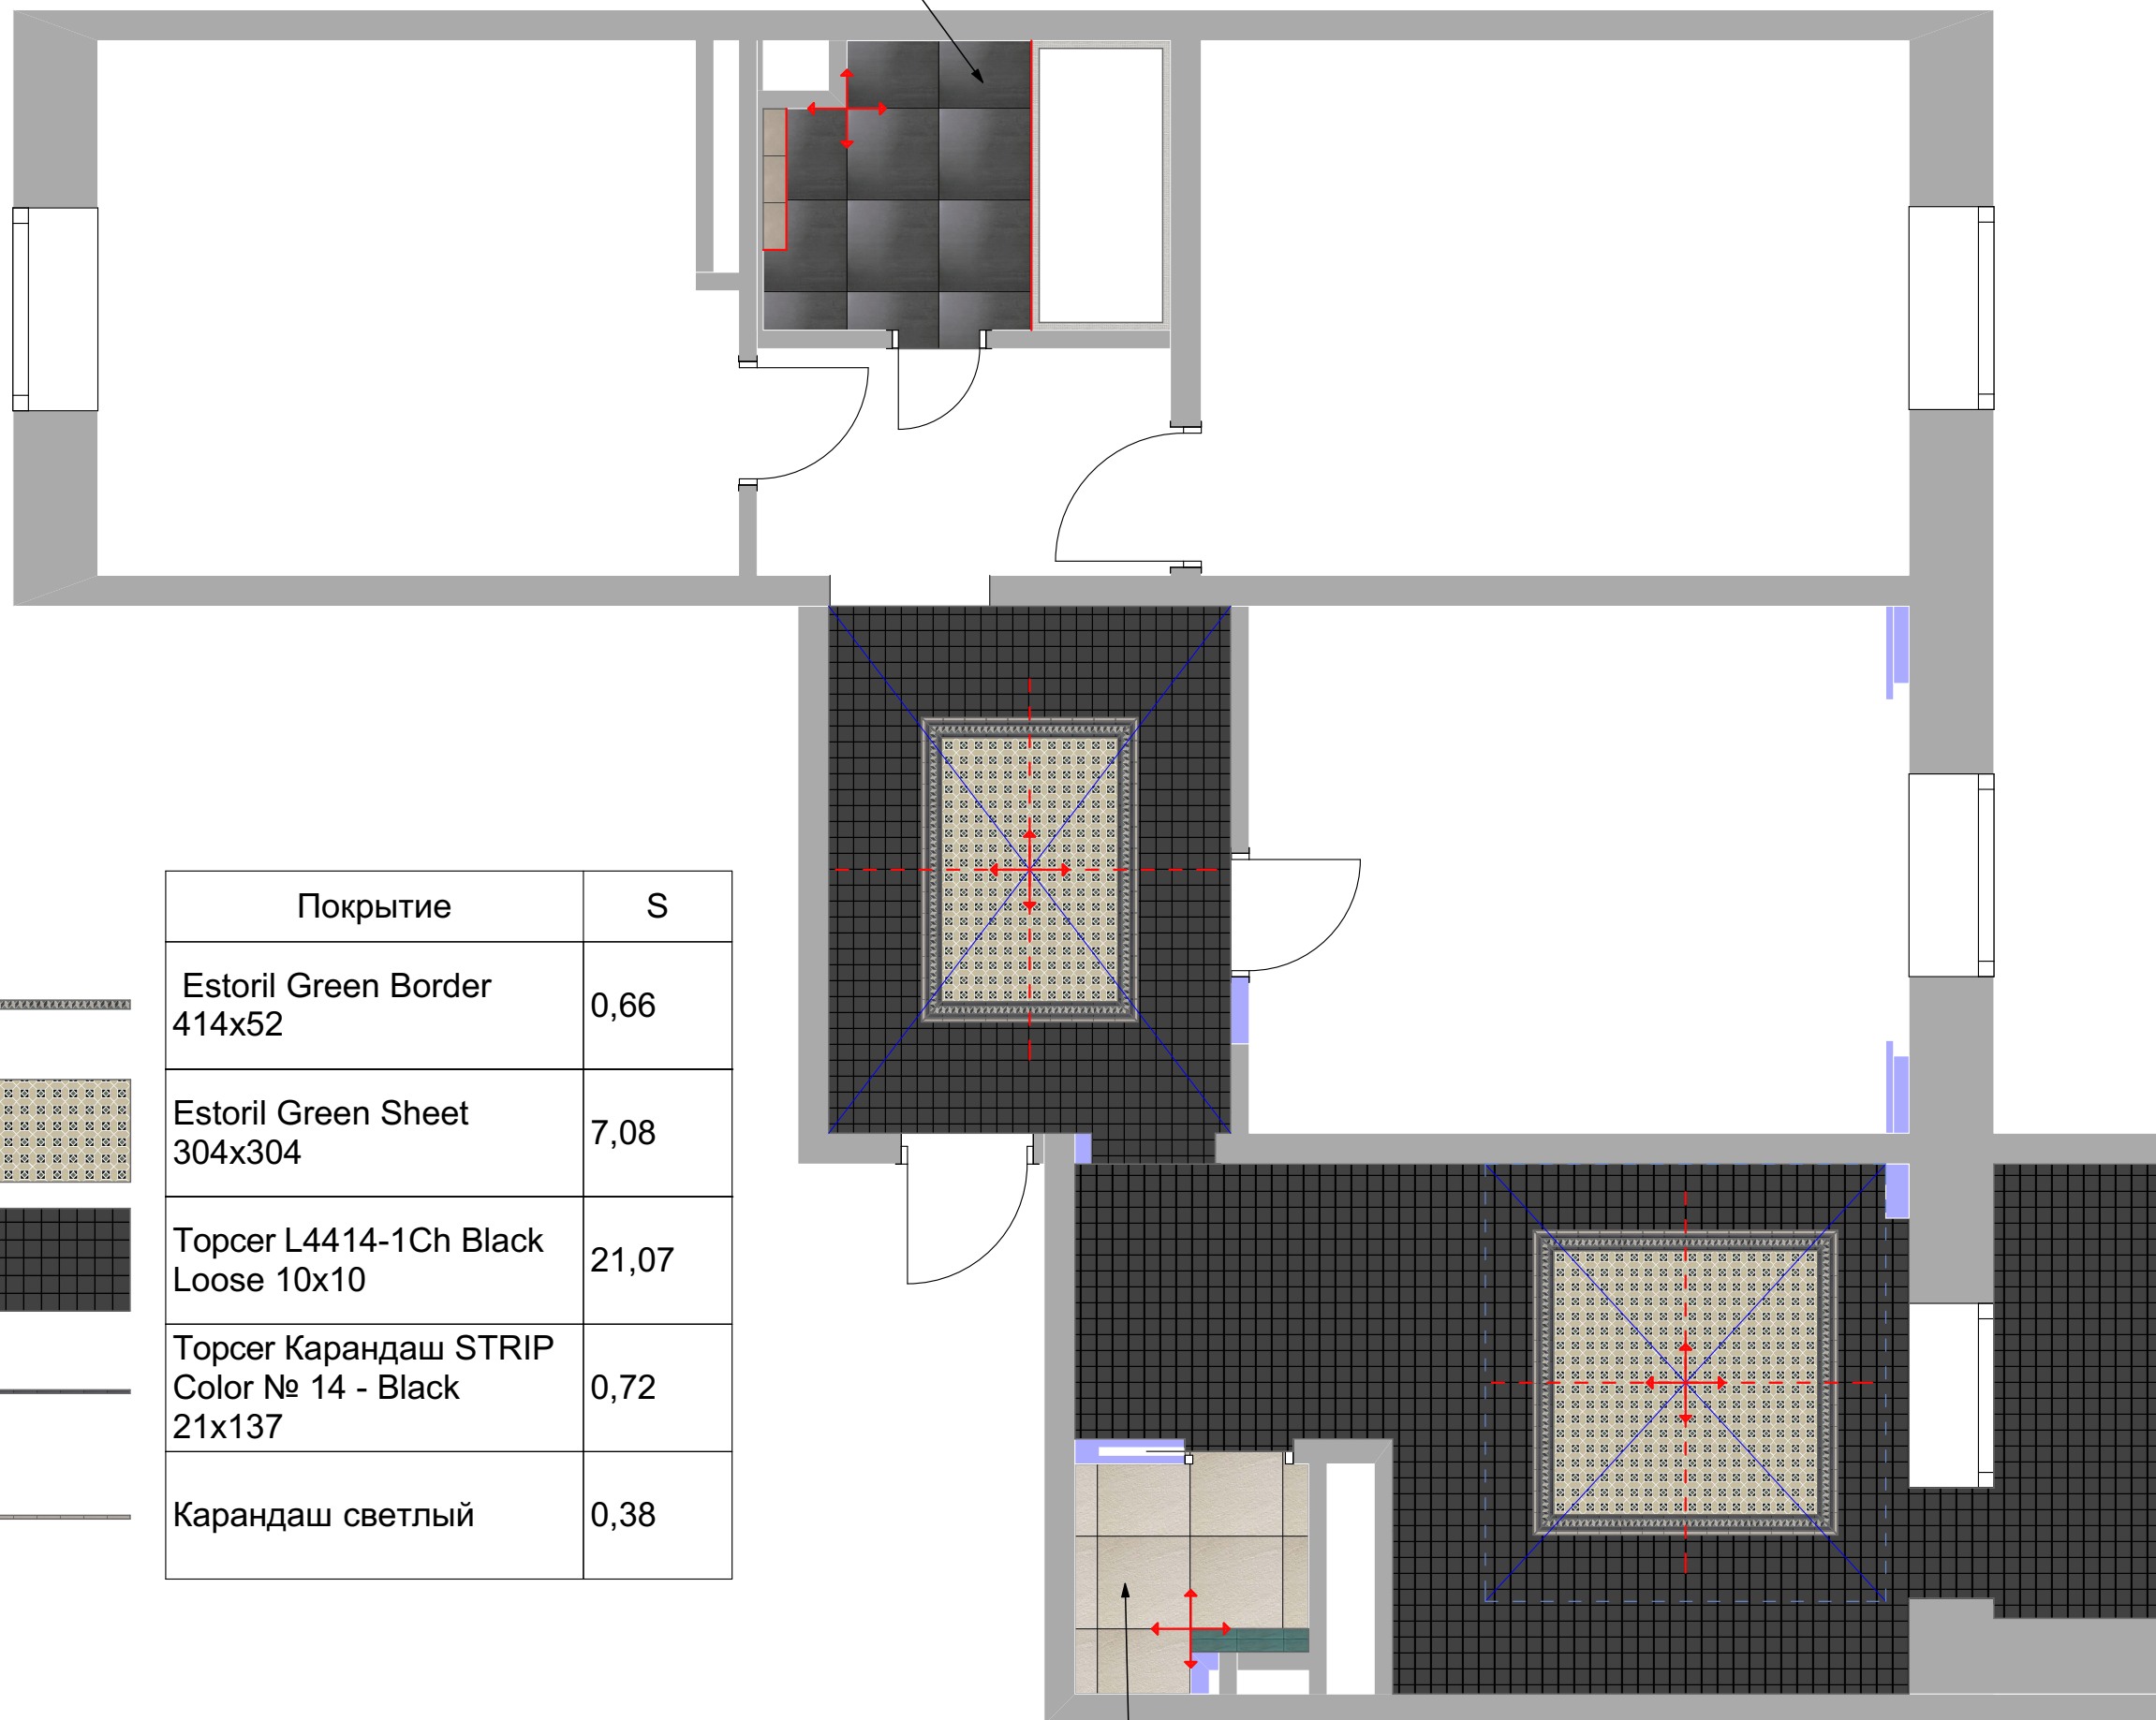 Покрытие S
Estoril Green Border
414x52
0,66
Estoril Green Sheet
304x304
7,08
Topcer L4414-1Ch Black
Loose 10x10
21,07
Topcer Карандаш STRIP
Color № 14 - Black
21x137
0,72
Карандаш светлый
0,38